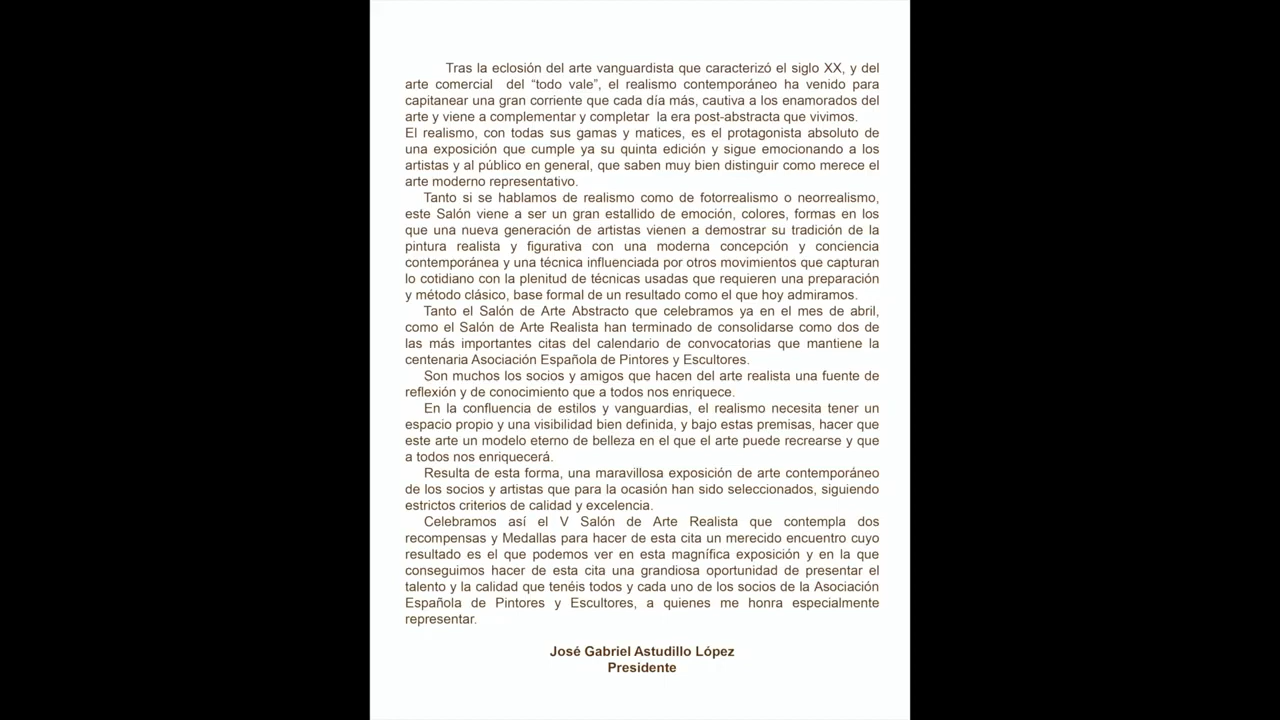 Tras la eclosión del arte vanguardista que caracterizó el siglo XX, y del
arte comercial del “todo vale”, el realismo contemporáneo ha venido para
capitanear una gran corriente que cada día más, cautiva a los enamorados del
arte y viene a complementar y completar la era post-abstracta que vivimos.
El realismo, con todas sus gamas y matices, es el protagonista absoluto de
una exposición que cumple ya su quinta edición y sigue emocionando a los
artistas y al público en general, que saben muy bien distinguir como merece el
arte moderno representativo.
Tanto si se hablamos de realismo como de fotorrealismo o neorrealismo,
este Salón viene a ser un gran estallido de emoción, colores, formas en los
que una nueva generación de artistas vienen a demostrar su tradición de la
pintura realista y figurativa con una moderna concepción y conciencia
contemporánea y una técnica influenciada por otros movimientos que capturan
lo cotidiano con la plenitud de técnicas usadas que requieren una preparación
y método clásico, base formal de un resultado como el que hoy admiramos.
Tanto el Salón de Arte Abstracto que celebramos ya en el mes de abril,
como el Salón de Arte Realista han terminado de consolidarse como dos de
las más importantes citas del calendario de convocatorias que mantiene la
centenaria Asociación Española de Pintores y Escultores.
Son muchos los socios y amigos que hacen del arte realista una fuente de
reflexión y de conocimiento que a todos nos enriquece.
En la confluencia de estilos y vanguardias, el realismo necesita tener un
espacio propio y una visibilidad bien definida, y bajo estas premisas, hacer que
este arte un modelo eterno de belleza en el que el arte puede recrearse y que
a todos nos enriquecerá.
Resulta de esta forma, una maravillosa exposición de arte contemporáneo
de los socios y artistas que para la ocasión han sido seleccionados, siguiendo
estrictos criterios de calidad y excelencia.
Celebramos así el V Salón de Arte Realista que contempla dos
recompensas y Medallas para hacer de esta cita un merecido encuentro cuyo
resultado es el que podemos ver en esta magnífica exposición y en la que
conseguimos hacer de esta cita una grandiosa oportunidad de presentar el
talento y la calidad que tenéis todos y cada uno de los socios de la Asociación
Española de Pintores y Escultores, a quienes me honra especialmente
representar.
José Gabriel Astudillo López
Presidente